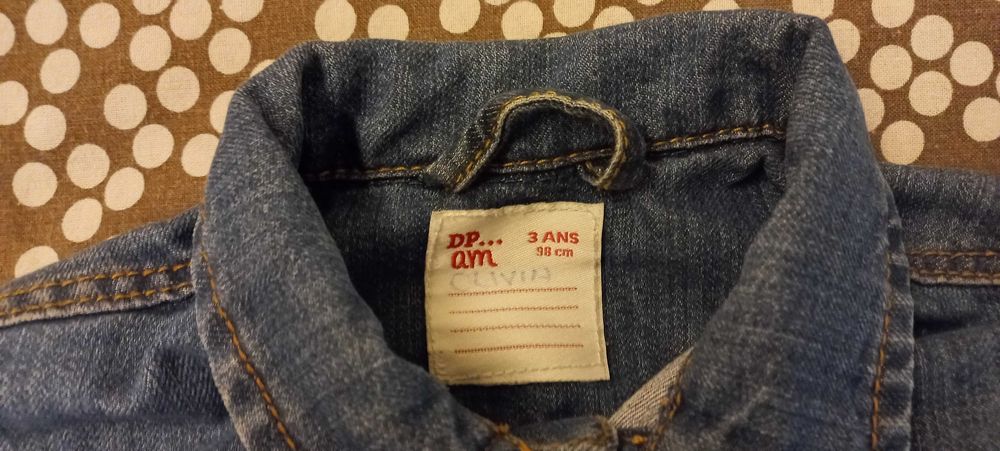 DP... 3 ANS
am 98 cm
OLIVIA